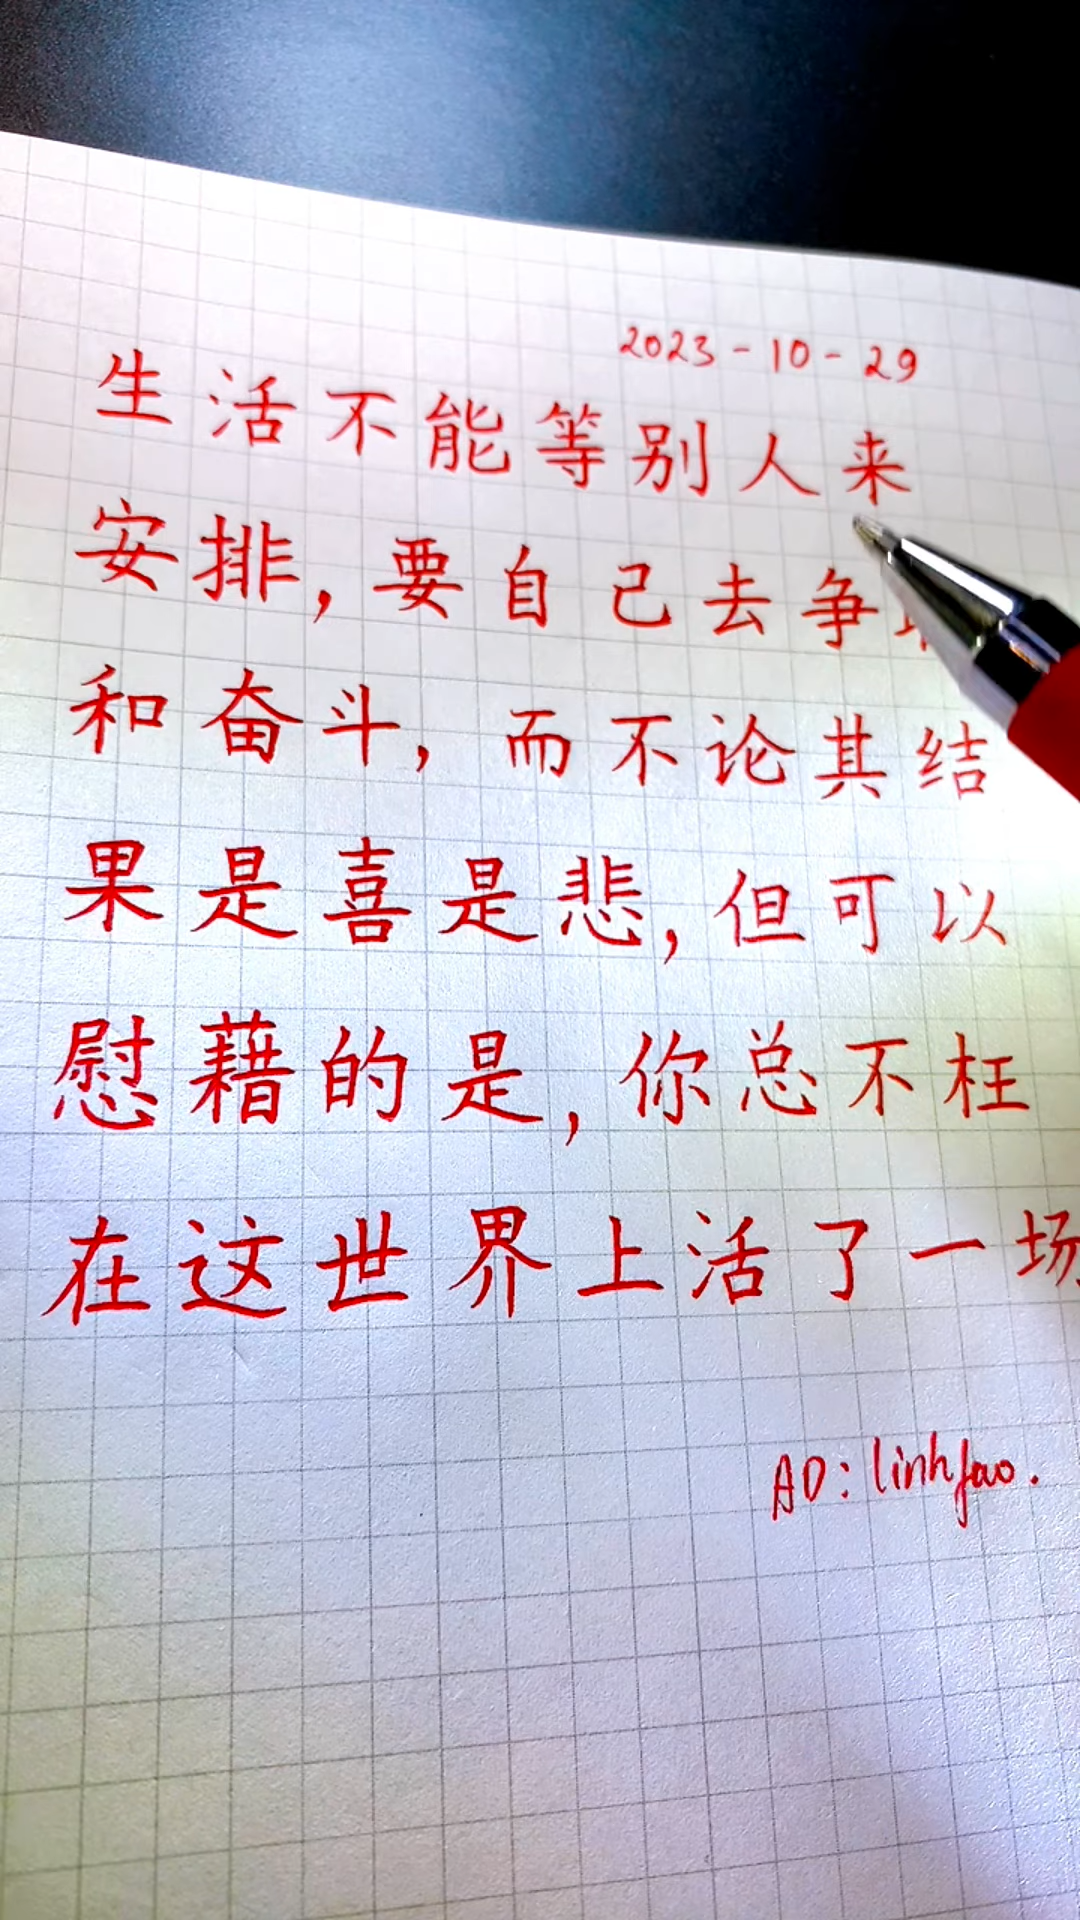 2023-10-29
生活不能等别人来
安排,要自己去争
和奋斗,而不论其结
果是喜是悲,但可以
慰藉的是,你总不枉
在这世界上活了一场
AD:linhfao.